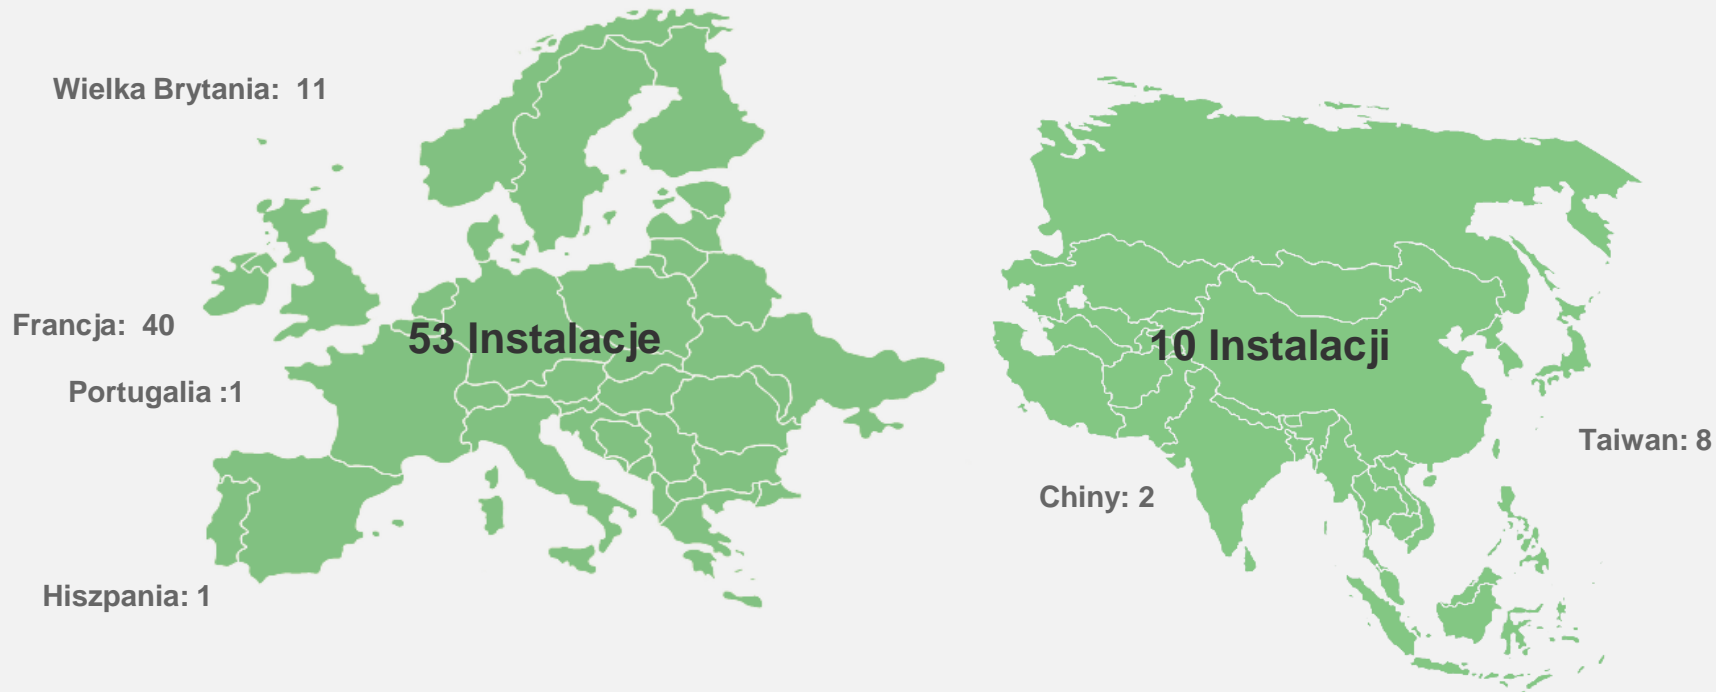 Wielka Brytania: 11
Francja: 40
53 Instalacje
Portugalia :1
Hiszpania: 1
10 Instalacji
Taiwan: 8
Chiny: 2